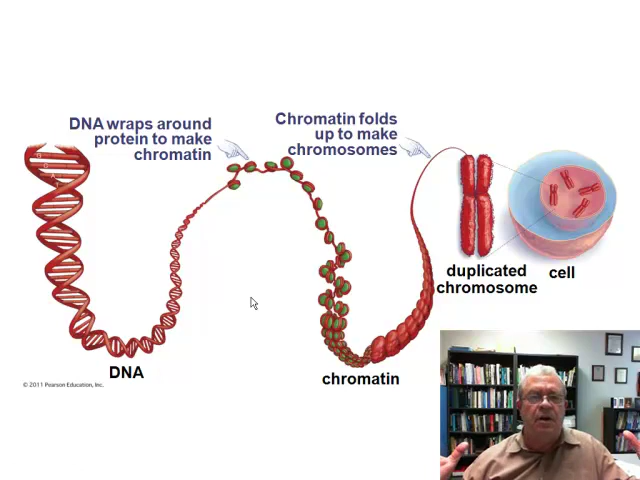 DNA wraps around
protein to make
chromatin
Chromatin folds
up to make
chromosomes
duplicated
chromosome
cell
DNA
chromatin
© 2011 Pearson Education, Inc.